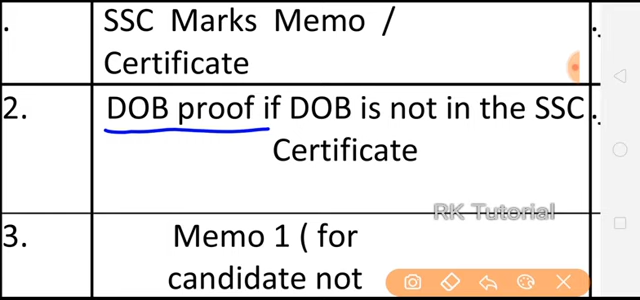 .
SSC Marks Memo /
Certificate
2.
DOB proof if DOB is not in the SSC
Certificate
RK Tutorial
3.
Memo 1 ( for
candidate not